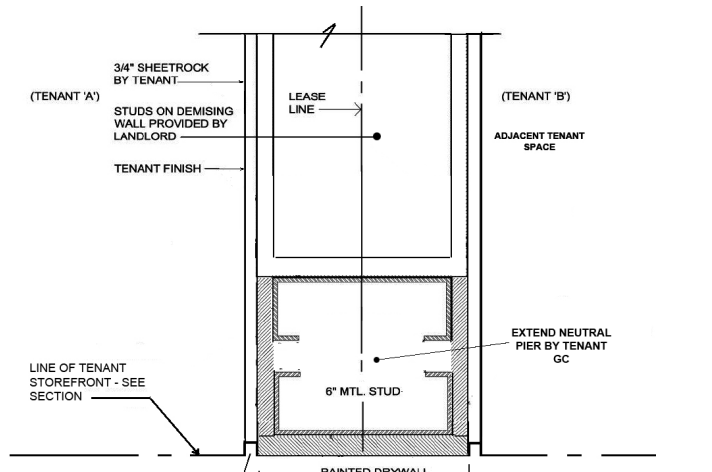 3/4" SHEETROCK
BY TENANT
(TENANT 'A')
LEASE
LINE
(TENANT 'B')
STUDS ON DEMISING
WALL PROVIDED BY
LANDLORD
ADJACENT TENANT
SPACE
TENANT FINISH
EXTEND NEUTRAL
PIER BY TENANT
GC
LINE OF TENANT
STOREFRONT - SEE
SECTION
6" MTL. STUD
PAINTED DRYWALL